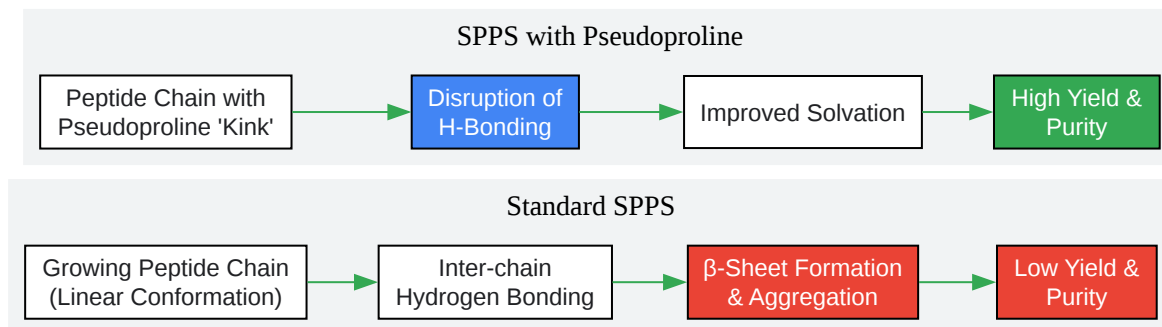 SPPS with Pseudoproline
Peptide Chain with
Pseudoproline 'Kink'
Disruption of
H-Bonding
Improved Solvation
High Yield &
Purity
Standard SPPS
Growing Peptide Chain
(Linear Conformation)
Inter-chain
Hydrogen Bonding
β-Sheet Formation
& Aggregation
Low Yield &
Purity